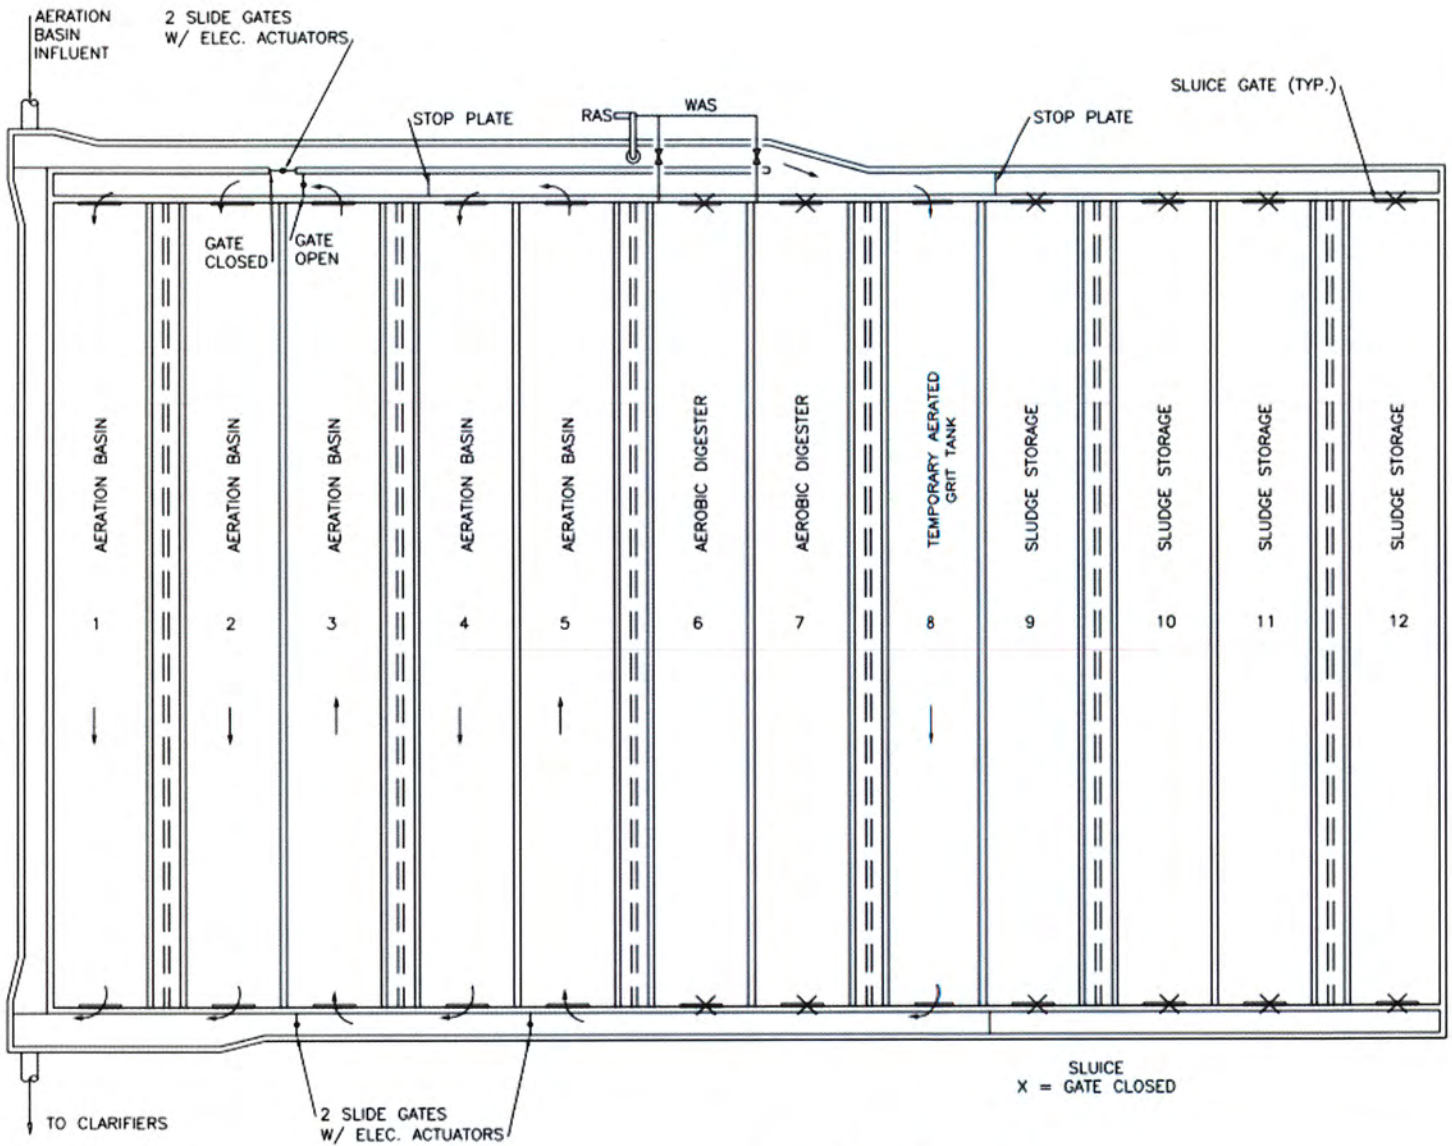 AERATION
BASIN
INFLUENT
2 SLIDE GATES
W/ ELEC. ACTUATORS
STOP PLATE
RAS
WAS
STOP PLATE
SLUICE GATE (TYP.)
GATE
CLOSED
GATE
OPEN
AERATION BASIN
AERATION BASIN
AERATION BASIN
AERATION BASIN
AERATION BASIN
AEROBIC DIGESTER
AEROBIC DIGESTER
TEMPORARY AERATED
GRIT TANK
SLUDGE STORAGE
SLUDGE STORAGE
SLUDGE STORAGE
SLUDGE STORAGE
1
2
3
4
5
6
7
8
9
10
11
12
SLUICE
X = GATE CLOSED
2 SLIDE GATES
W/ ELEC. ACTUATORS
TO CLARIFIERS